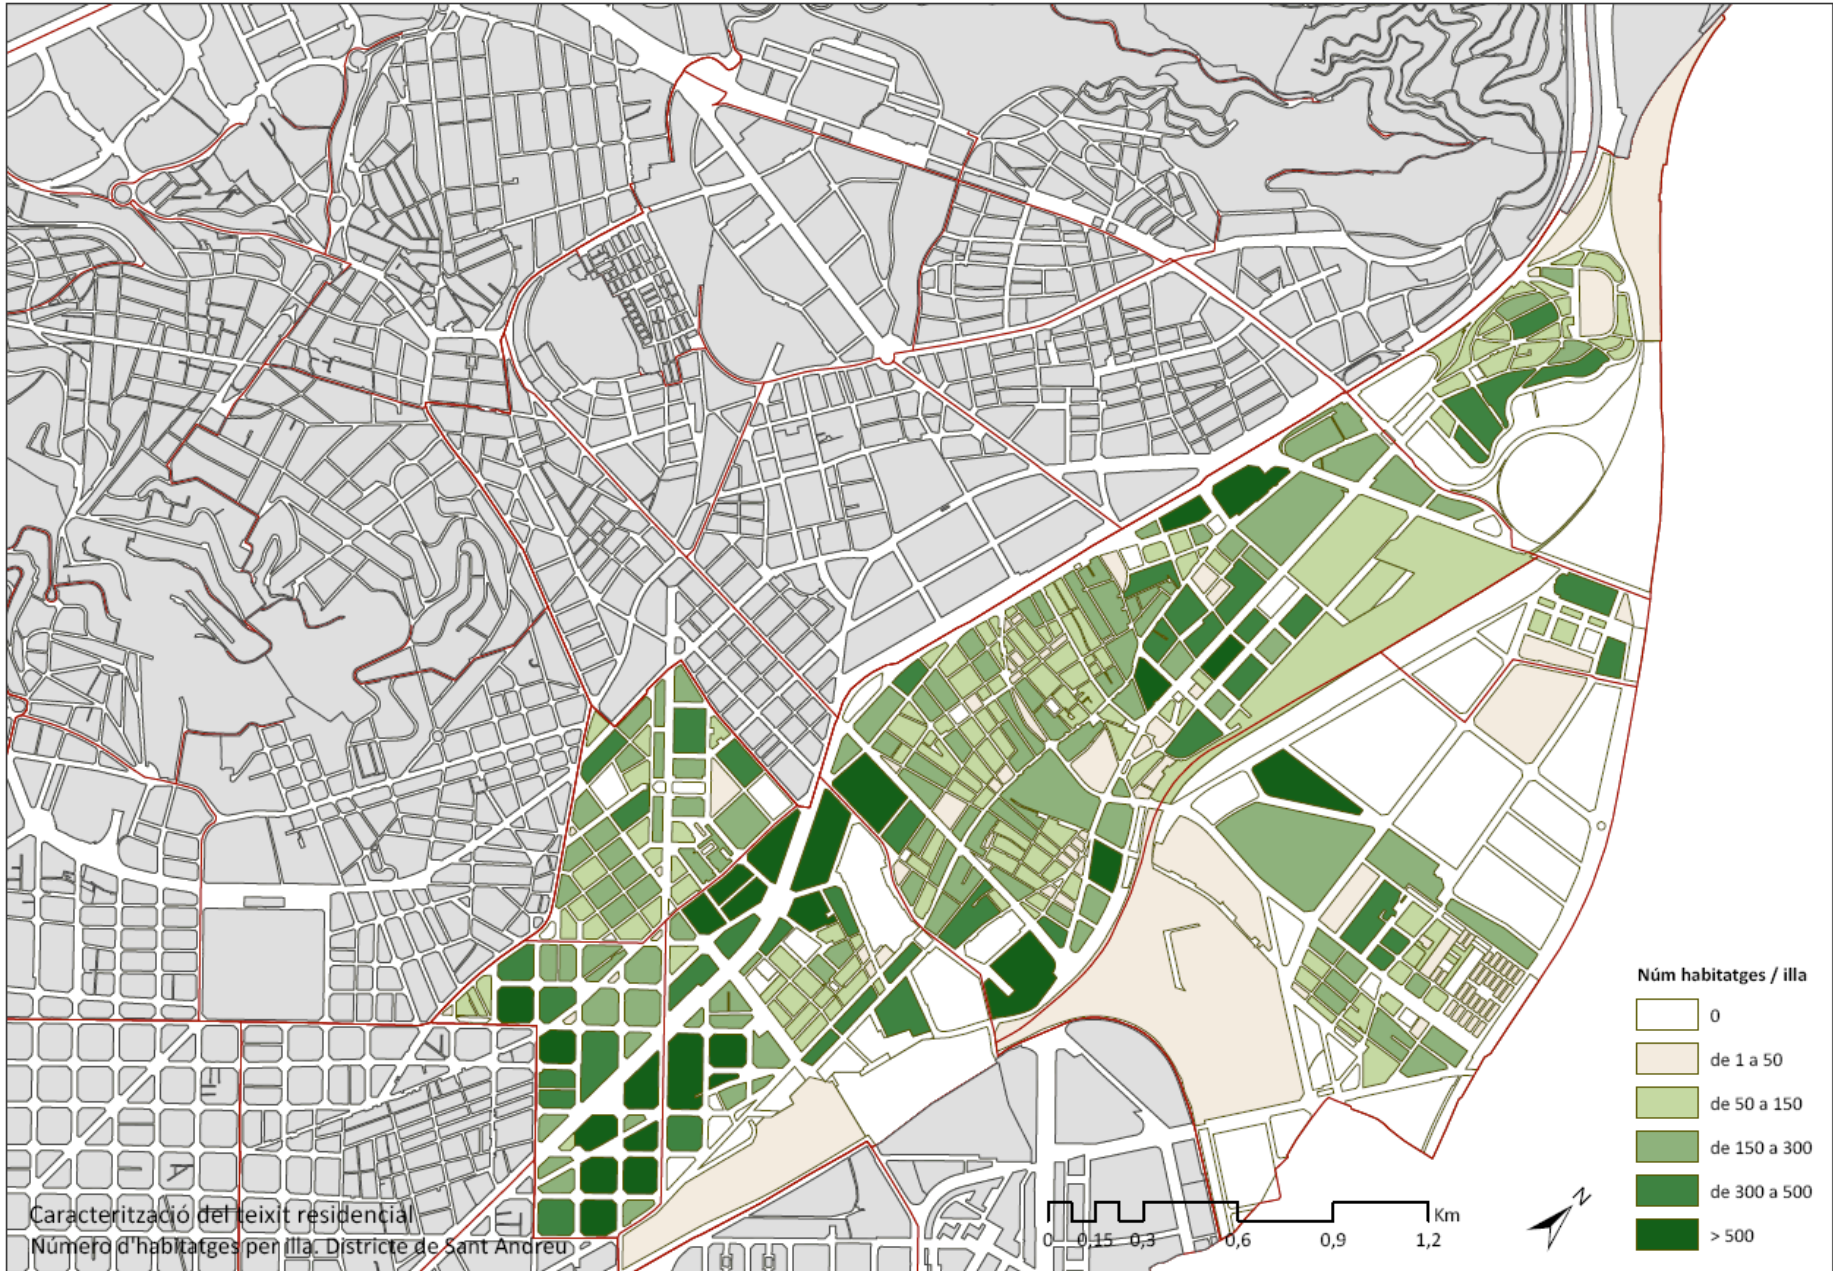 Núm habitatges / illa
0
de 1 a 50
de 50 a 150
de 150 a 300
de 300 a 500
> 500
N
Km
0 0,15 0,3 0,6 0,9 1,2
Caracterització del teixit residencial
Número d'habitatges per illa. Districte de Sant Andreu